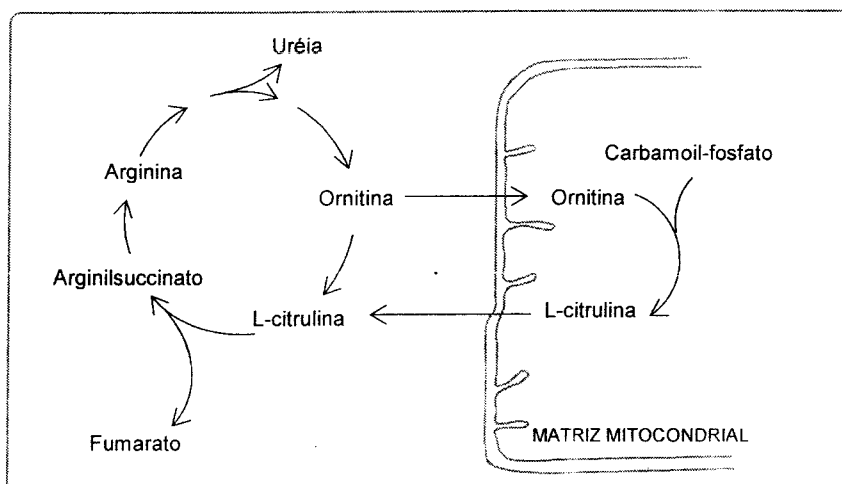 Uréia
Carbamoil-fosfato
Arginina
Ornitina
Ornitina
Arginilsuccinato
L-citrulina
L-citrulina
Fumarato
MATRIZ MITOCONDRIAL